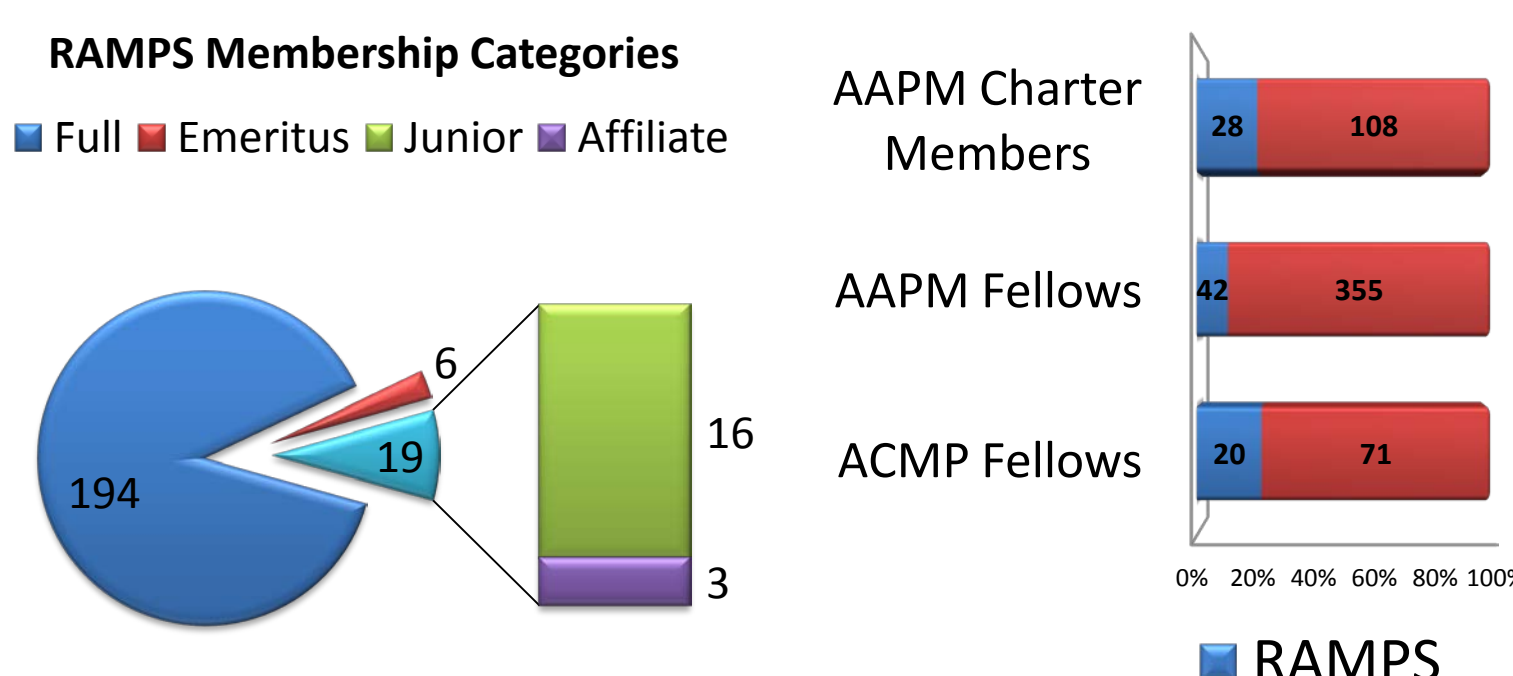 RAMPS Membership Categories
Full Emeritus Junior Affiliate
194
6
19
16
3
AAPM Charter
Members
28 108
AAPM Fellows
42 355
ACMP Fellows
20 71
0% 20% 40% 60% 80% 100%
RAMPS